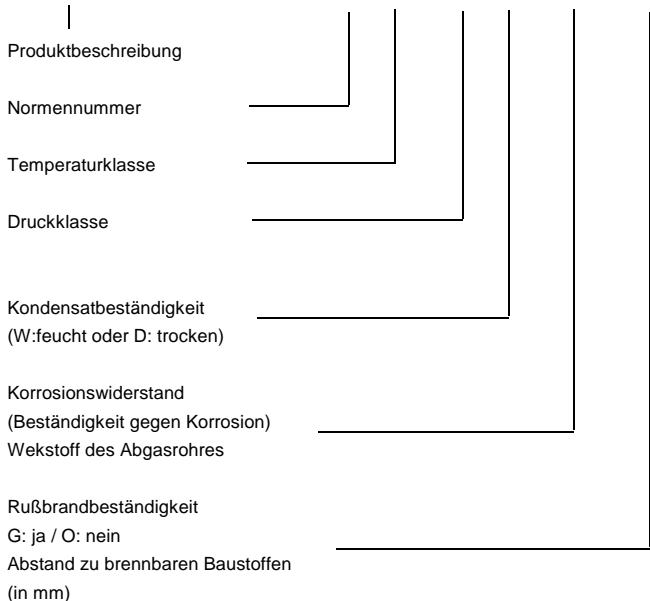 Produktbeschreibung
Normennummer
Temperaturklasse
Druckklasse
Kondensatbeständigkeit
(W:feucht oder D: trocken)
Korrosionswiderstand
(Beständigkeit gegen Korrosion)
Wekstoff des Abgasrohres
Rußbrandbeständigkeit
G: ja / O: nein
Abstand zu brennbaren Baustoffen
(in mm)